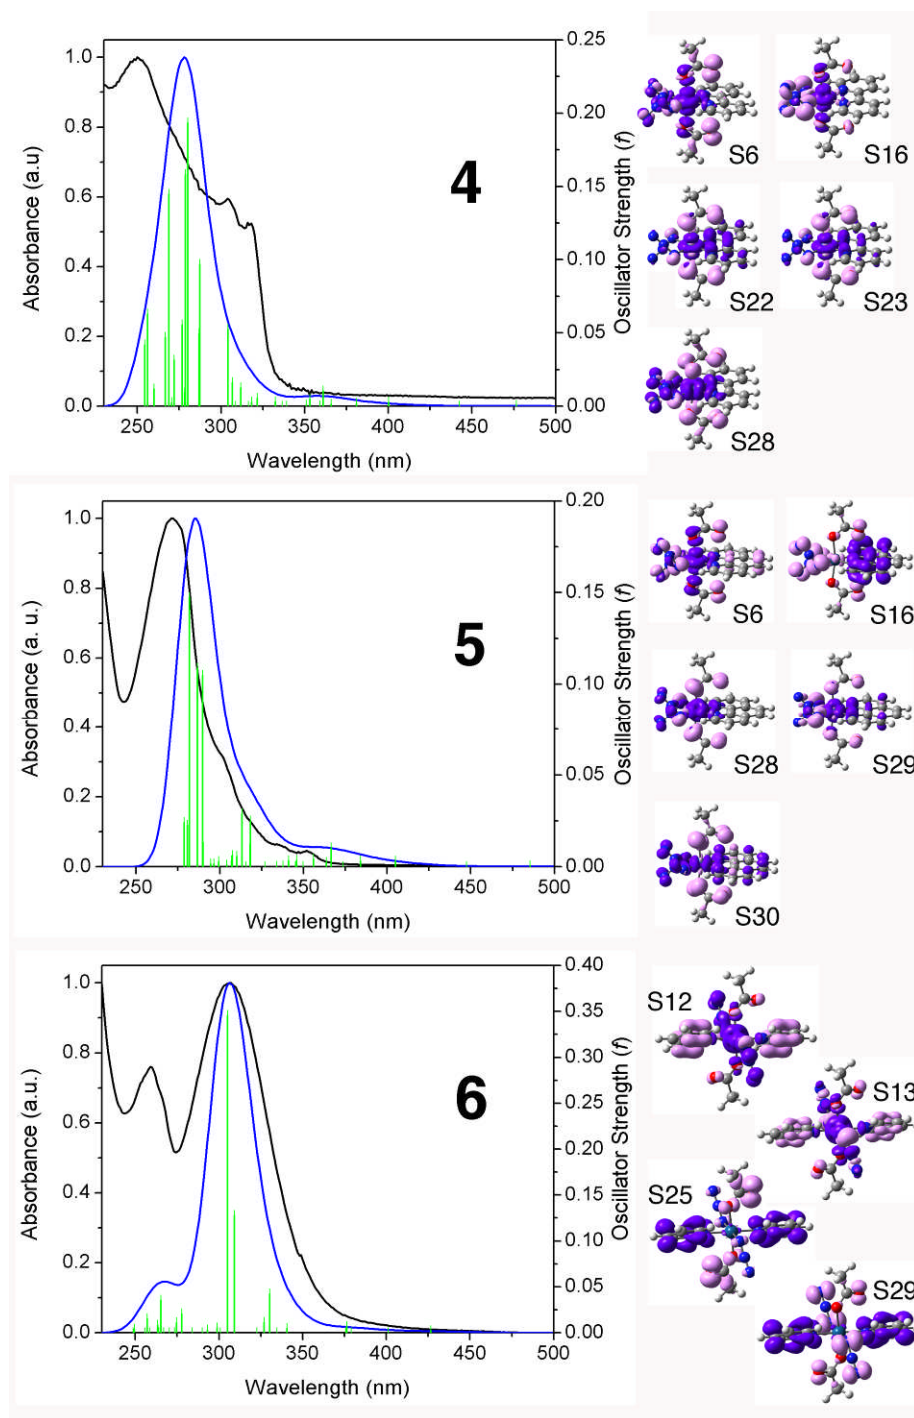 1.0
0.8
0.6
0.4
0.2
0.0
Absorbance (a.u)
0.25
0.20
0.15
0.10
0.05
0.00
Oscillator Strength (f)
250 300 350 400 450 500
Wavelength (nm)
4
S6
S16
S22
S23
S28
1.0
0.8
0.6
0.4
0.2
0.0
Absorbance (a. u.)
0.20
0.15
0.10
0.05
0.00
Oscillator Strength (f)
250 300 350 400 450 500
Wavelength (nm)
5
S6
S16
S28
S29
S30
1.0
0.8
0.6
0.4
0.2
0.0
Absorbance (a.u.)
0.40
0.35
0.30
0.25
0.20
0.15
0.10
0.05
0.00
Oscillator Strength (f)
250 300 350 400 450 500
Wavelength (nm)
6
S12
S13
S25
S29